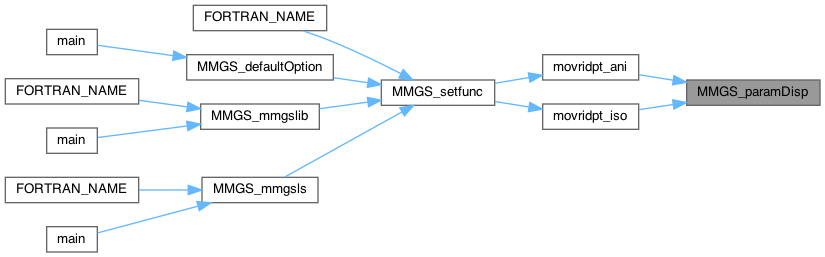 FORTRAN_NAME
main
MMGS_defaultOption
FORTRAN_NAME
MMGS_mmgslib
main
FORTRAN_NAME
MMGS_mmgsls
main
MMGS_setfunc
movridpt_ani
movridpt_iso
MMGS_paramDisp